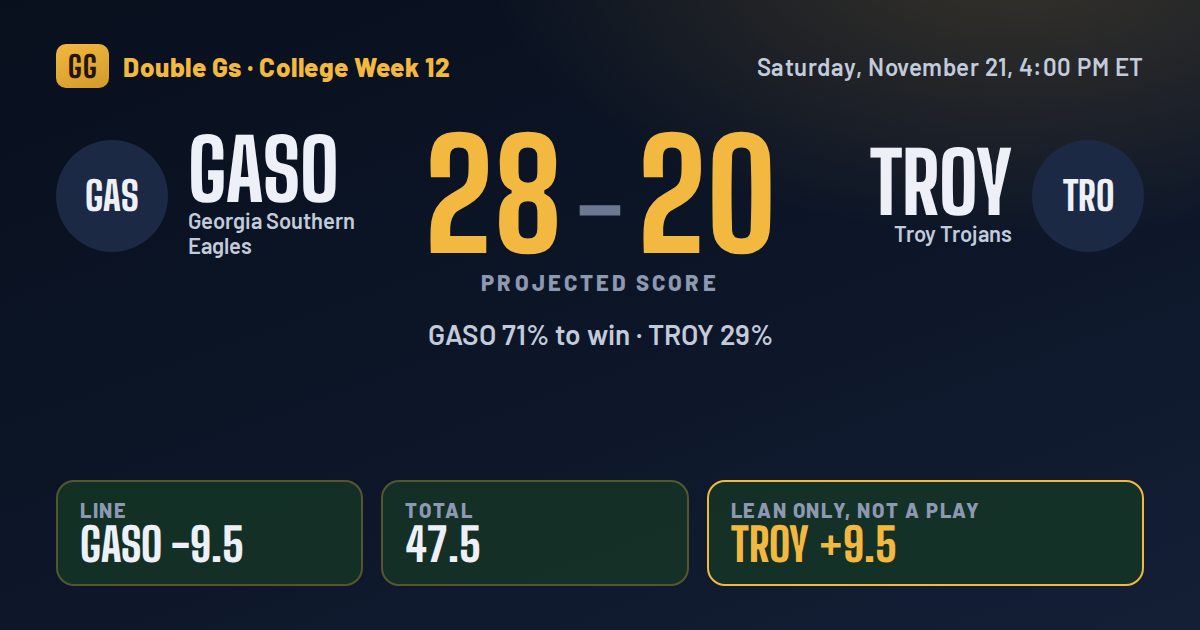 GG
Double Gs · College Week 12
Saturday, November 21, 4:00 PM ET
GAS
GASO
Georgia Southern
Eagles
28 – 20
PROJECTED SCORE
GASO 71% to win · TROY 29%
TROY
Troy Trojans
TRO
LINE
GASO −9.5
TOTAL
47.5
LEAN ONLY, NOT A PLAY
TROY +9.5